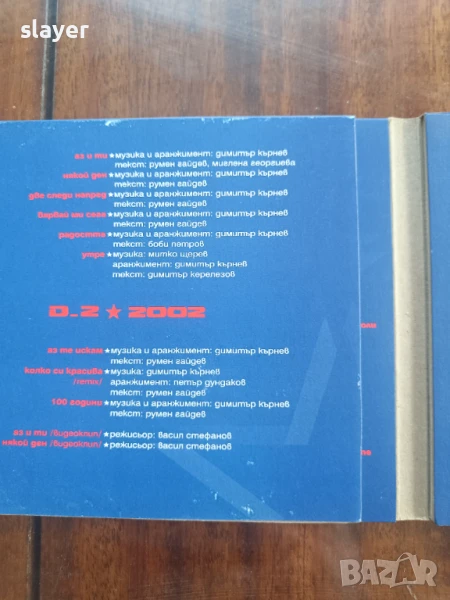 slayer
аз и ти★музика и аранжимент: димитър кърнев
текст: румен гайдев, миглена георгиева
някой ден★музика и аранжимент: димитър кърнев
текст: румен гайдев
две следи напред★музика и аранжимент: димитър кърнев
текст: румен гайдев
вярвай ми сега★музика и аранжимент: димитър кърнев
текст: румен гайдев
радостта★музика и аранжимент: димитър кърнев
текст: боби петров
утре★музика: митко щерев
аранжимент: димитър кърнев
текст: димитър керелезов
D_2★2002
аз те искам★музика и аранжимент: димитър кърнев
текст: румен гайдев
колко си красива★музика: димитър кърнев
/remix/ аранжимент: петър дундаков
текст: румен гайдев
100 години★музика и аранжимент: димитър кърнев
текст: румен гайдев
аз и ти /видеоклип/★режисьор: васил стефанов
някой ден /видеоклип/★режисьор: васил стефанов
BAZAR